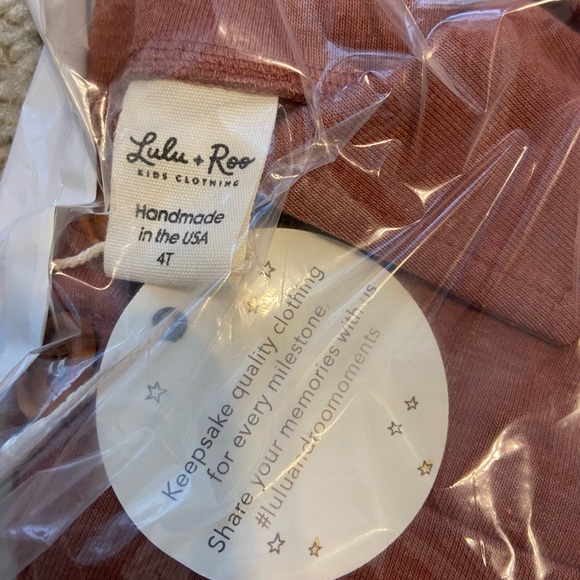 Lulu + Roo
KIDS CLOTHING
Handmade
in the USA
4T
Keepsake quality clothing
for every milestone.
Share your memories with us
#luluandroomoments